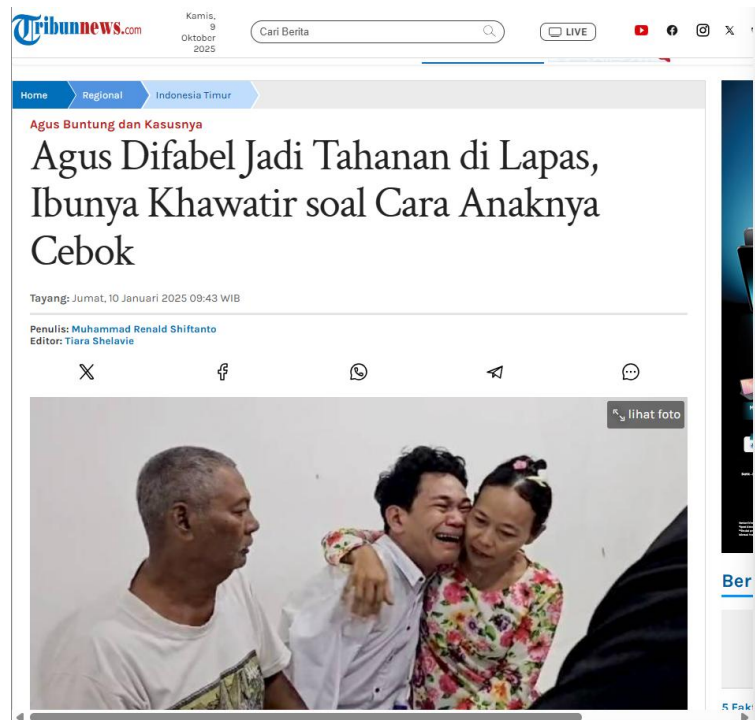 Tribunnews.com
Kamis,
9
Oktober
2025
Cari Berita
LIVE
Home
Regional
Indonesia Timur
Agus Buntung dan Kasusnya
Agus Difabel Jadi Tahanan di Lapas,
Ibunya Khawatir soal Cara Anaknya
Cebok
Tayang: Jumat, 10 Januari 2025 09:43 WIB
Penulis: Muhammad Renald Shiftanto
Editor: Tiara Shelavie
lihat foto
Ber
5 Fak